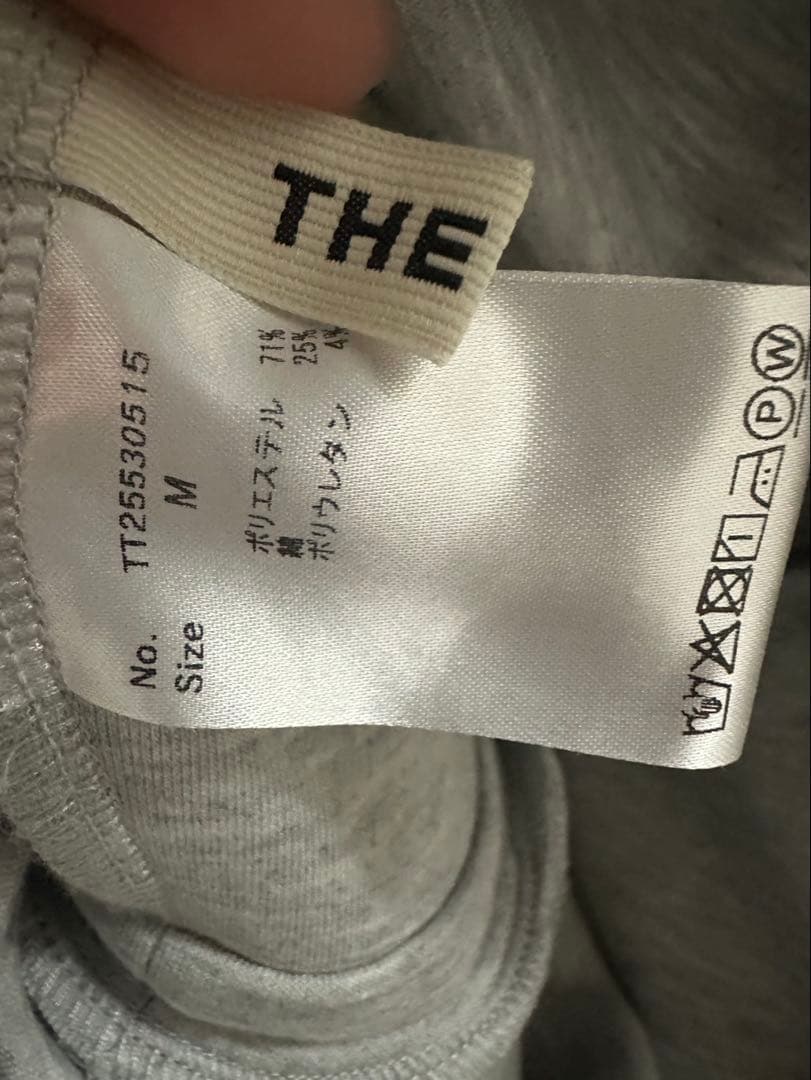 THE
No. TT25530515
Size M
ポリエステル 71%
綿 25%
ポリウレタン 4%
P
W